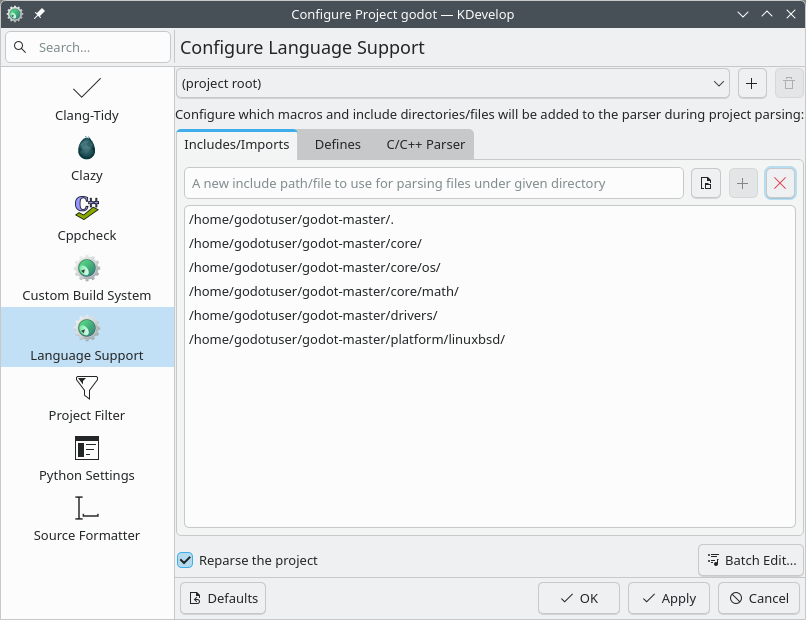 Configure Project godot — KDevelop
Search...
Configure Language Support
Clang-Tidy
Clazy
Cppcheck
Custom Build System
Language Support
Project Filter
Python Settings
Source Formatter
(project root)
Configure which macros and include directories/files will be added to the parser during project parsing:
Includes/Imports Defines C/C++ Parser
A new include path/file to use for parsing files under given directory
/home/godotuser/godot-master/.
/home/godotuser/godot-master/core/
/home/godotuser/godot-master/core/os/
/home/godotuser/godot-master/core/math/
/home/godotuser/godot-master/drivers/
/home/godotuser/godot-master/platform/linuxbsd/
Reparse the project
Batch Edit...
Defaults OK Apply Cancel